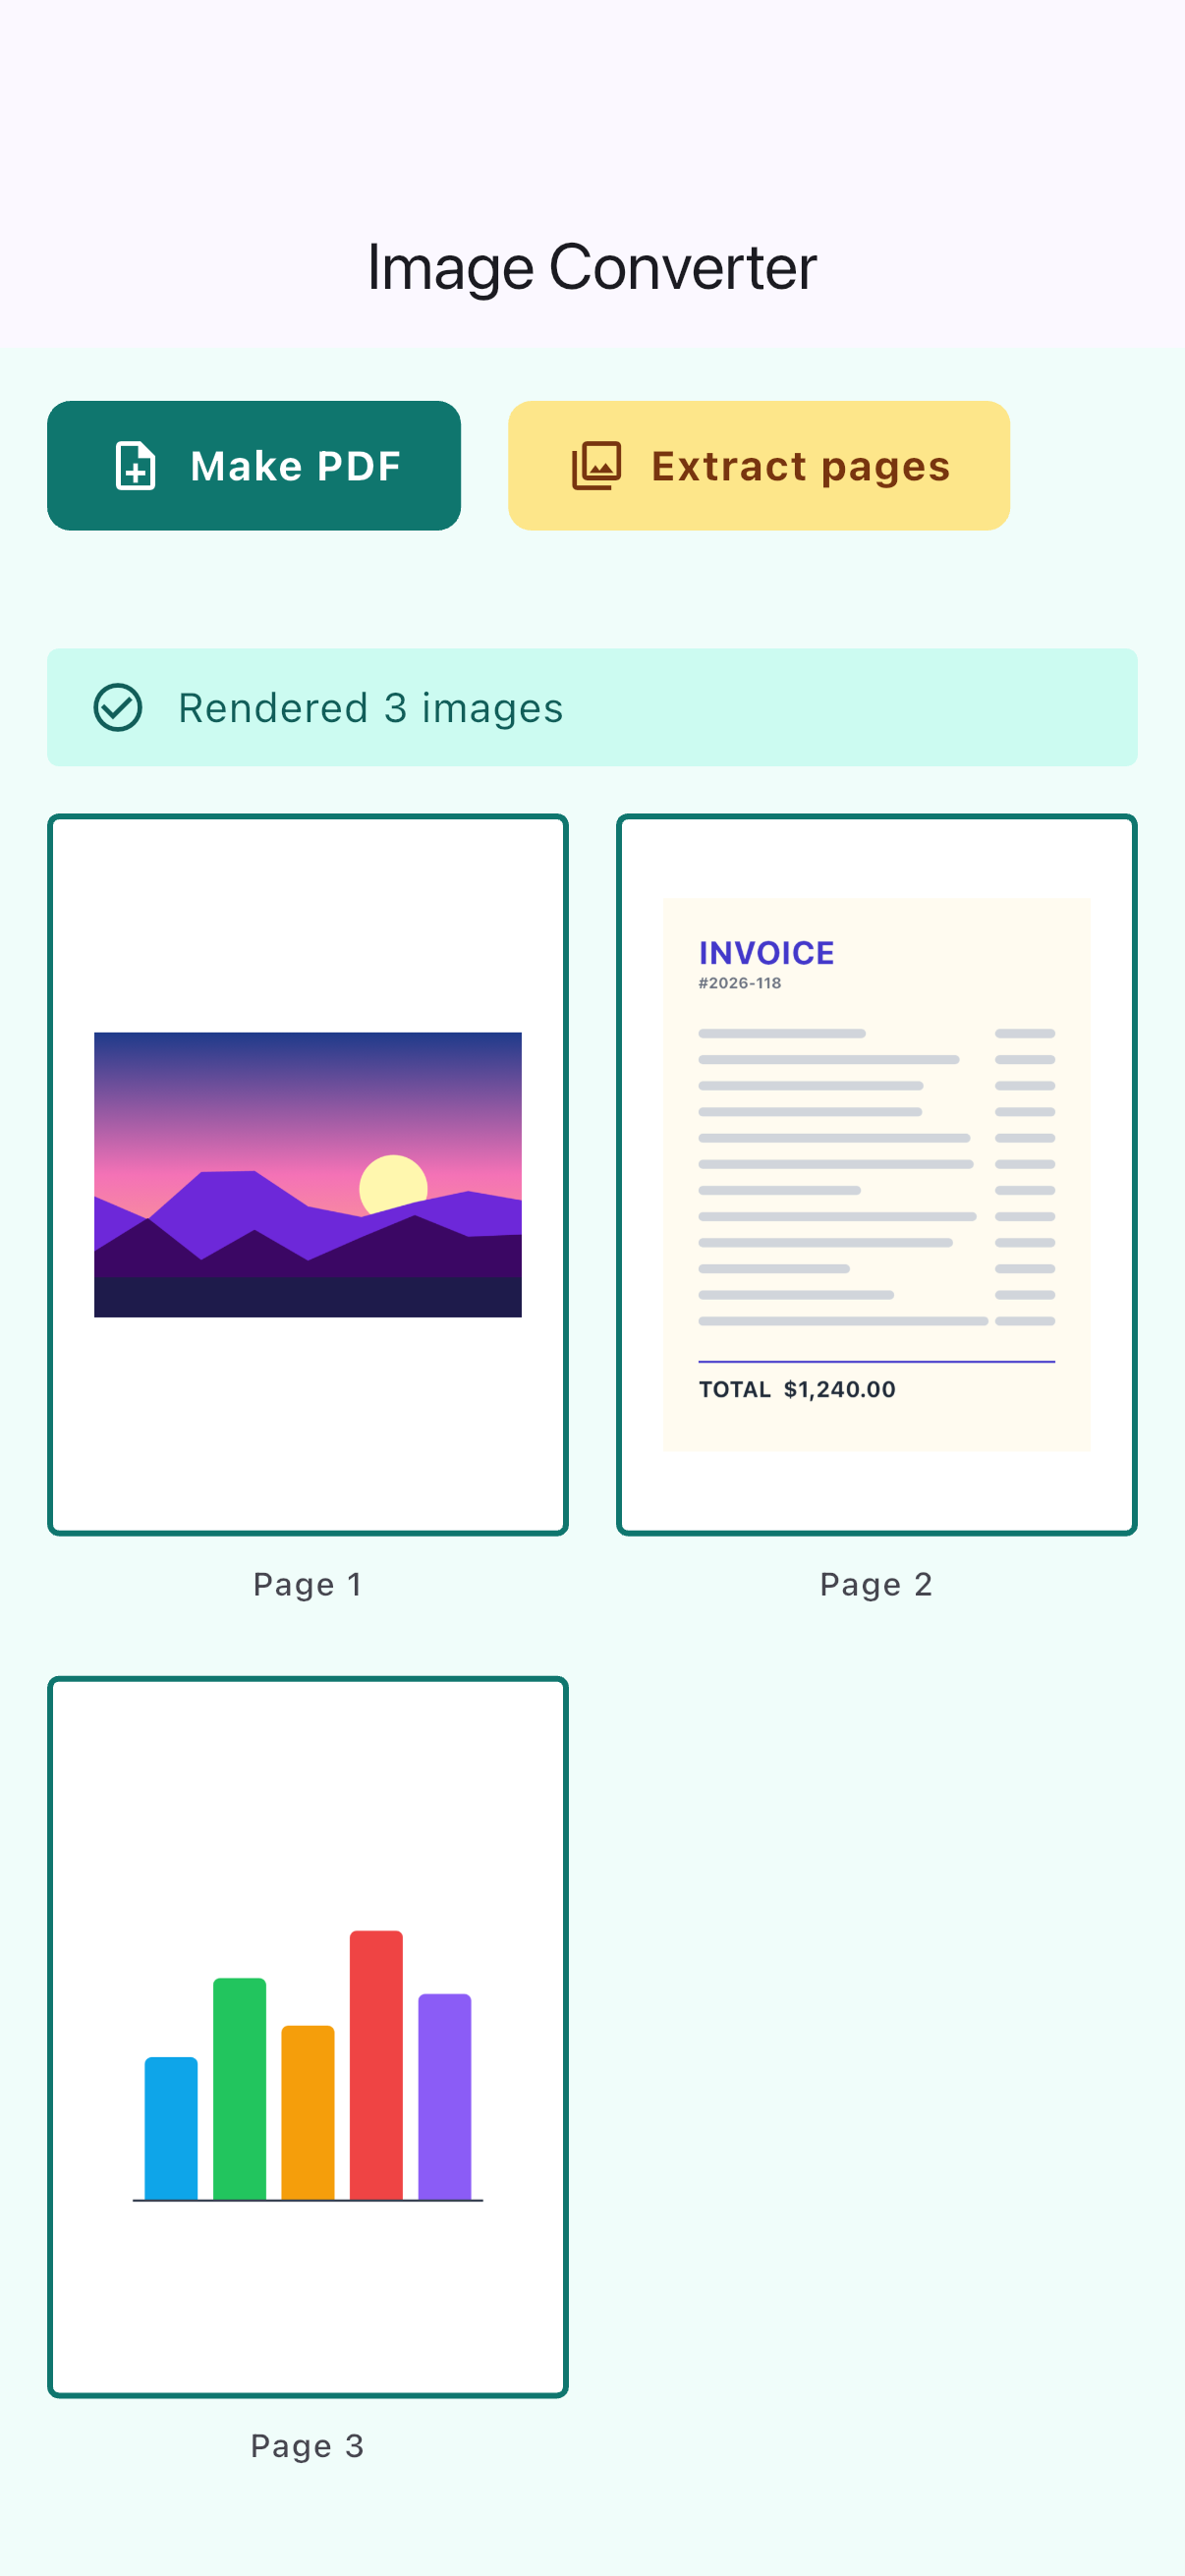 Image Converter
Make PDF
Extract pages
Rendered 3 images
INVOICE
#2026-118
TOTAL $1,240.00
Page 1
Page 2
Page 3